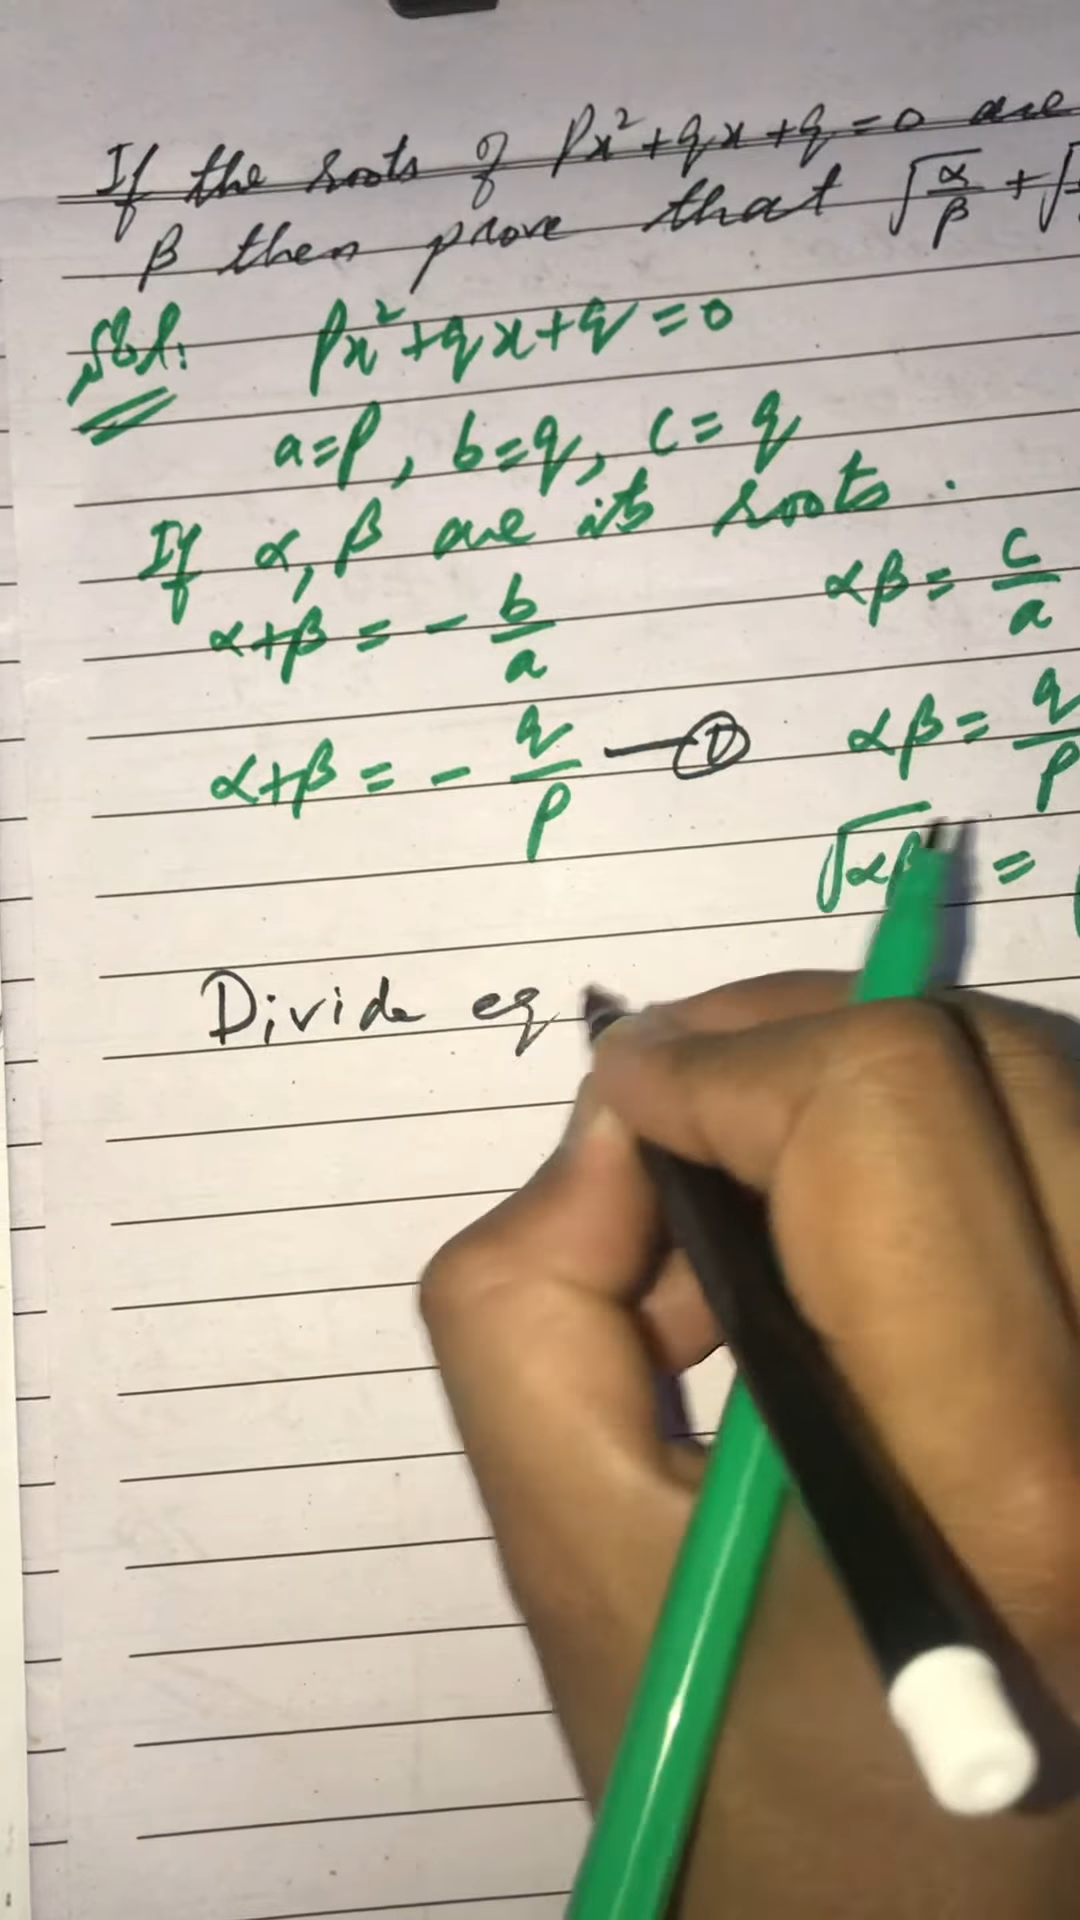 If the roots of Px²+qx+q=0 are
β then prove that √α/β + √
Sol:
Px²+qx+q=0
a=P, b=q, c=q
If α, β are its roots.
α+β = - b/a
αβ = c/a
α+β = - q/p — ①
αβ = q/p
√αβ =
Divide eq